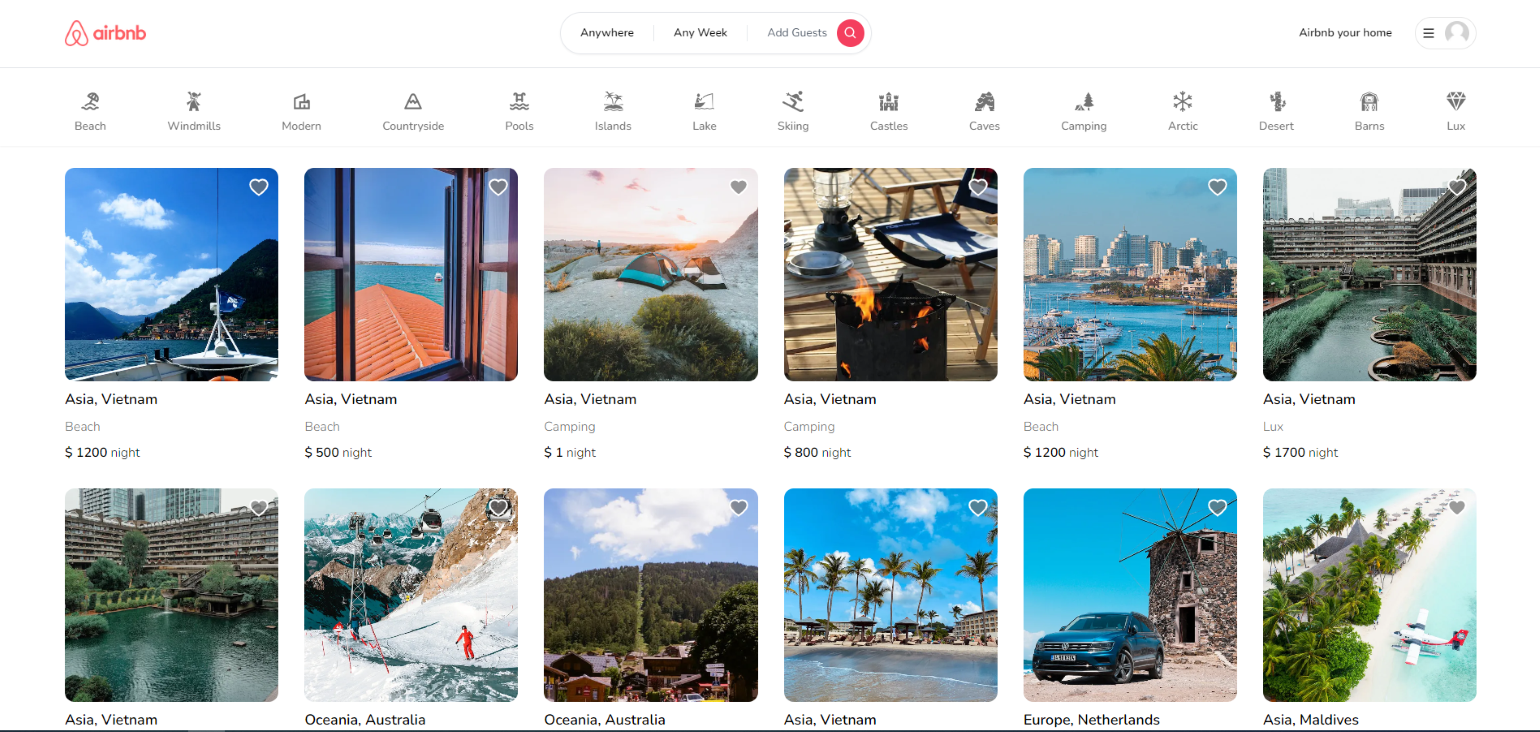 airbnb
Anywhere
Any Week
Add Guests
Airbnb your home
Beach
Windmills
Modern
Countryside
Pools
Islands
Lake
Skiing
Castles
Caves
Camping
Arctic
Desert
Barns
Lux
Asia, Vietnam
Beach
$ 1200 night
Asia, Vietnam
Beach
$ 500 night
Asia, Vietnam
Camping
$ 1 night
Asia, Vietnam
Camping
$ 800 night
Asia, Vietnam
Beach
$ 1200 night
Asia, Vietnam
Lux
$ 1700 night
Asia, Vietnam
Oceania, Australia
Oceania, Australia
Asia, Vietnam
Europe, Netherlands
Asia, Maldives